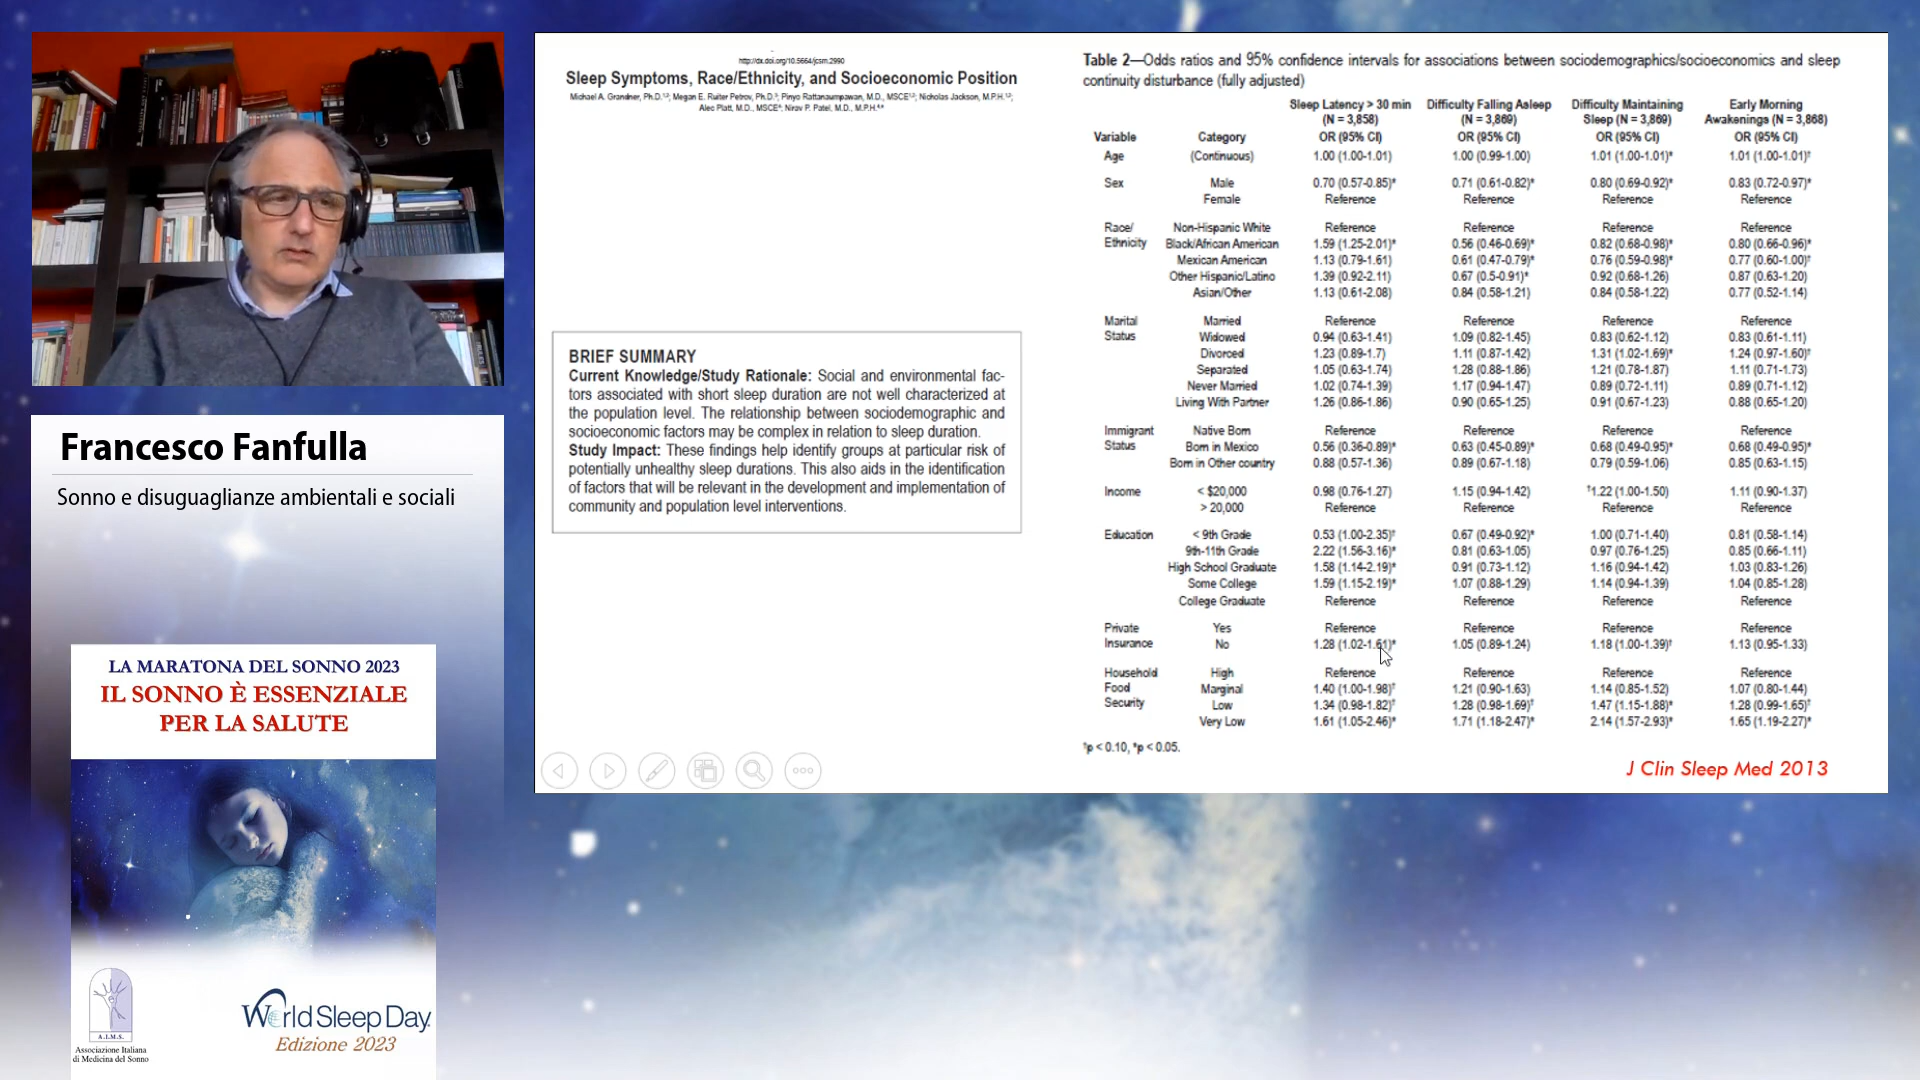 Francesco Fanfulla
Sonno e disuguaglianze ambientali e sociali
LA MARATONA DEL SONNO 2023
IL SONNO È ESSENZIALE
PER LA SALUTE
A.I.M.S.
Associazione Italiana
di Medicina del Sonno
World Sleep Day
Edizione 2023
http://dx.doi.org/10.5664/jcsm.2990
Sleep Symptoms, Race/Ethnicity, and Socioeconomic Position
Michael A. Grandner, Ph.D.; Megan E. Ruiter Petrov, Ph.D.; Pinyo Rattanaumpawan, M.D., MSCE; Nicholas Jackson, M.P.H.;
Alec Platt, M.D., MSCE; Nirav P. Patel, M.D., M.P.H.
BRIEF SUMMARY
Current Knowledge/Study Rationale: Social and environmental fac-
tors associated with short sleep duration are not well characterized at
the population level. The relationship between sociodemographic and
socioeconomic factors may be complex in relation to sleep duration.
Study Impact: These findings help identify groups at particular risk of
potentially unhealthy sleep durations. This also aids in the identification
of factors that will be relevant in the development and implementation of
community and population level interventions.
Table 2—Odds ratios and 95% confidence intervals for associations between sociodemographics/socioeconomics and sleep
continuity disturbance (fully adjusted)
Sleep Latency > 30 min Difficulty Falling Asleep Difficulty Maintaining Early Morning
(N = 3,858) (N = 3,869) Sleep (N = 3,869) Awakenings (N = 3,868)
Variable Category OR (95% CI) OR (95% CI) OR (95% CI) OR (95% CI)
Age (Continuous) 1.00 (1.00-1.01) 1.00 (0.99-1.00) 1.01 (1.00-1.01)* 1.01 (1.00-1.01)†
Sex Male 0.70 (0.57-0.85)* 0.71 (0.61-0.82)* 0.80 (0.69-0.92)* 0.83 (0.72-0.97)*
Female Reference Reference Reference Reference
Race/ Non-Hispanic White Reference Reference Reference Reference
Ethnicity Black/African American 1.59 (1.25-2.01)* 0.56 (0.46-0.69)* 0.82 (0.68-0.98)* 0.80 (0.66-0.96)*
Mexican American 1.13 (0.79-1.61) 0.61 (0.47-0.79)* 0.76 (0.59-0.98)* 0.77 (0.60-1.00)†
Other Hispanic/Latino 1.39 (0.92-2.11) 0.67 (0.5-0.91)* 0.92 (0.68-1.26) 0.87 (0.63-1.20)
Asian/Other 1.13 (0.61-2.08) 0.84 (0.58-1.21) 0.84 (0.58-1.22) 0.77 (0.52-1.14)
Marital Married Reference Reference Reference Reference
Status Widowed 0.94 (0.63-1.41) 1.09 (0.82-1.45) 0.83 (0.62-1.12) 0.83 (0.61-1.11)
Divorced 1.23 (0.89-1.7) 1.11 (0.87-1.42) 1.31 (1.02-1.69)* 1.24 (0.97-1.60)†
Separated 1.05 (0.63-1.74) 1.28 (0.88-1.86) 1.21 (0.78-1.87) 1.11 (0.71-1.73)
Never Married 1.02 (0.74-1.39) 1.17 (0.94-1.47) 0.89 (0.72-1.11) 0.89 (0.71-1.12)
Living With Partner 1.26 (0.86-1.86) 0.90 (0.65-1.25) 0.91 (0.67-1.23) 0.88 (0.65-1.20)
Immigrant Native Born Reference Reference Reference Reference
Status Born in Mexico 0.56 (0.36-0.89)* 0.63 (0.45-0.89)* 0.68 (0.49-0.95)* 0.68 (0.49-0.95)*
Born in Other country 0.88 (0.57-1.36) 0.89 (0.67-1.18) 0.79 (0.59-1.06) 0.85 (0.63-1.15)
Income < $20,000 0.98 (0.76-1.27) 1.15 (0.94-1.42) †1.22 (1.00-1.50) 1.11 (0.90-1.37)
> 20,000 Reference Reference Reference Reference
Education < 9th Grade 0.53 (1.00-2.35)† 0.67 (0.49-0.92)* 1.00 (0.71-1.40) 0.81 (0.58-1.14)
9th-11th Grade 2.22 (1.56-3.16)* 0.81 (0.63-1.05) 0.97 (0.76-1.25) 0.85 (0.66-1.11)
High School Graduate 1.58 (1.14-2.19)* 0.91 (0.73-1.12) 1.16 (0.94-1.42) 1.03 (0.83-1.26)
Some College 1.59 (1.15-2.19)* 1.07 (0.88-1.29) 1.14 (0.94-1.39) 1.04 (0.85-1.28)
College Graduate Reference Reference Reference Reference
Private Yes Reference Reference Reference Reference
Insurance No 1.28 (1.02-1.61)* 1.05 (0.89-1.24) 1.18 (1.00-1.39)† 1.13 (0.95-1.33)
Household High Reference Reference Reference Reference
Food Marginal 1.40 (1.00-1.98)† 1.21 (0.90-1.63) 1.14 (0.85-1.52) 1.07 (0.80-1.44)
Security Low 1.34 (0.98-1.82)† 1.28 (0.98-1.69)† 1.47 (1.15-1.88)* 1.28 (0.99-1.65)†
Very Low 1.61 (1.05-2.46)* 1.71 (1.18-2.47)* 2.14 (1.57-2.93)* 1.65 (1.19-2.27)*
†p < 0.10, *p < 0.05.
J Clin Sleep Med 2013